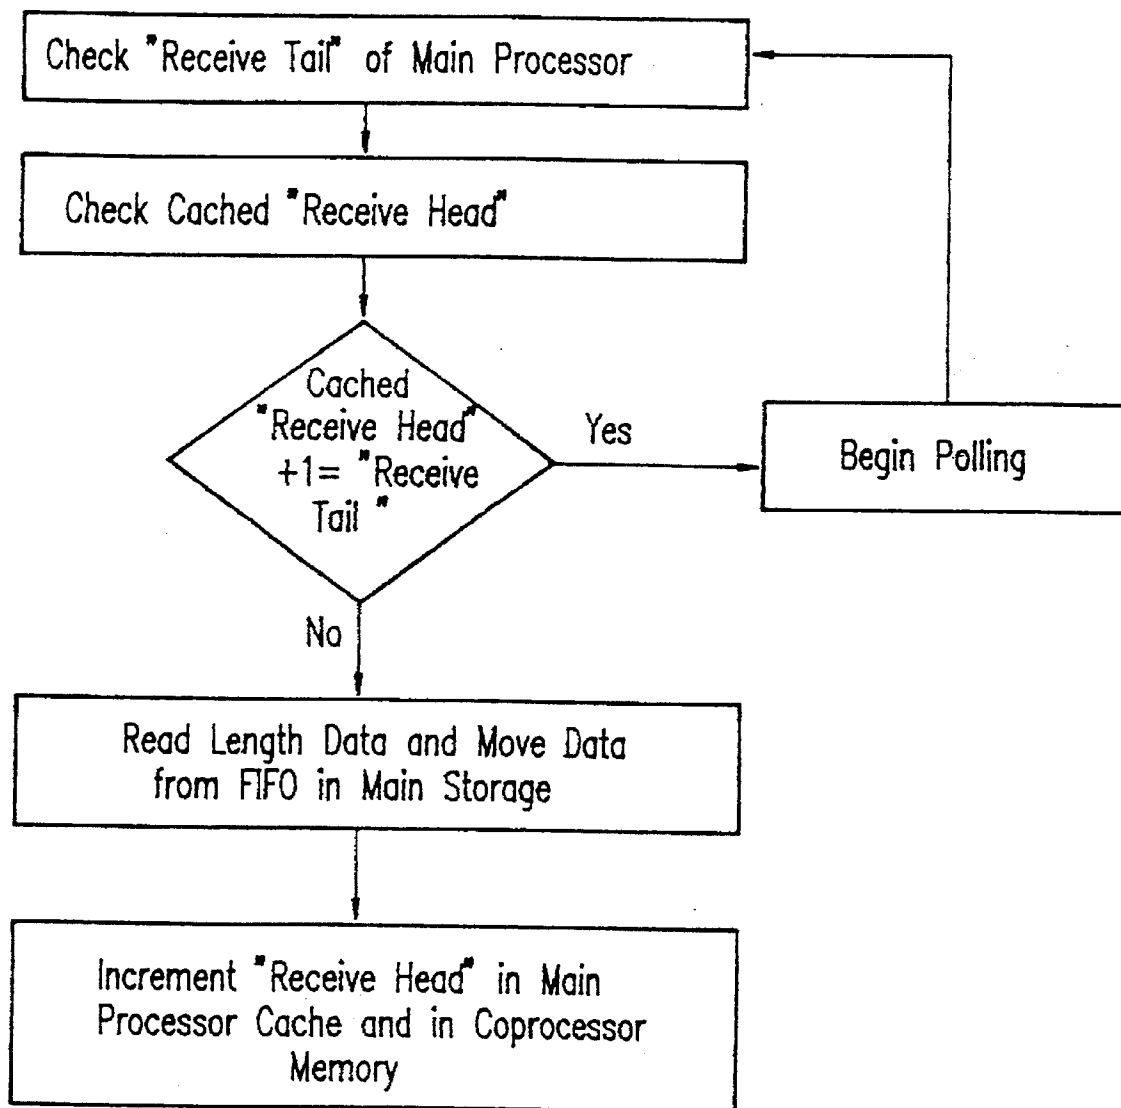 Check "Receive Tail" of Main Processor
Check Cached "Receive Head"
Cached
"Receive Head"
+1= "Receive
Tail "
Yes
Begin Polling
No
Read Length Data and Move Data
from FIFO in Main Storage
Increment "Receive Head" in Main
Processor Cache and in Coprocessor
Memory